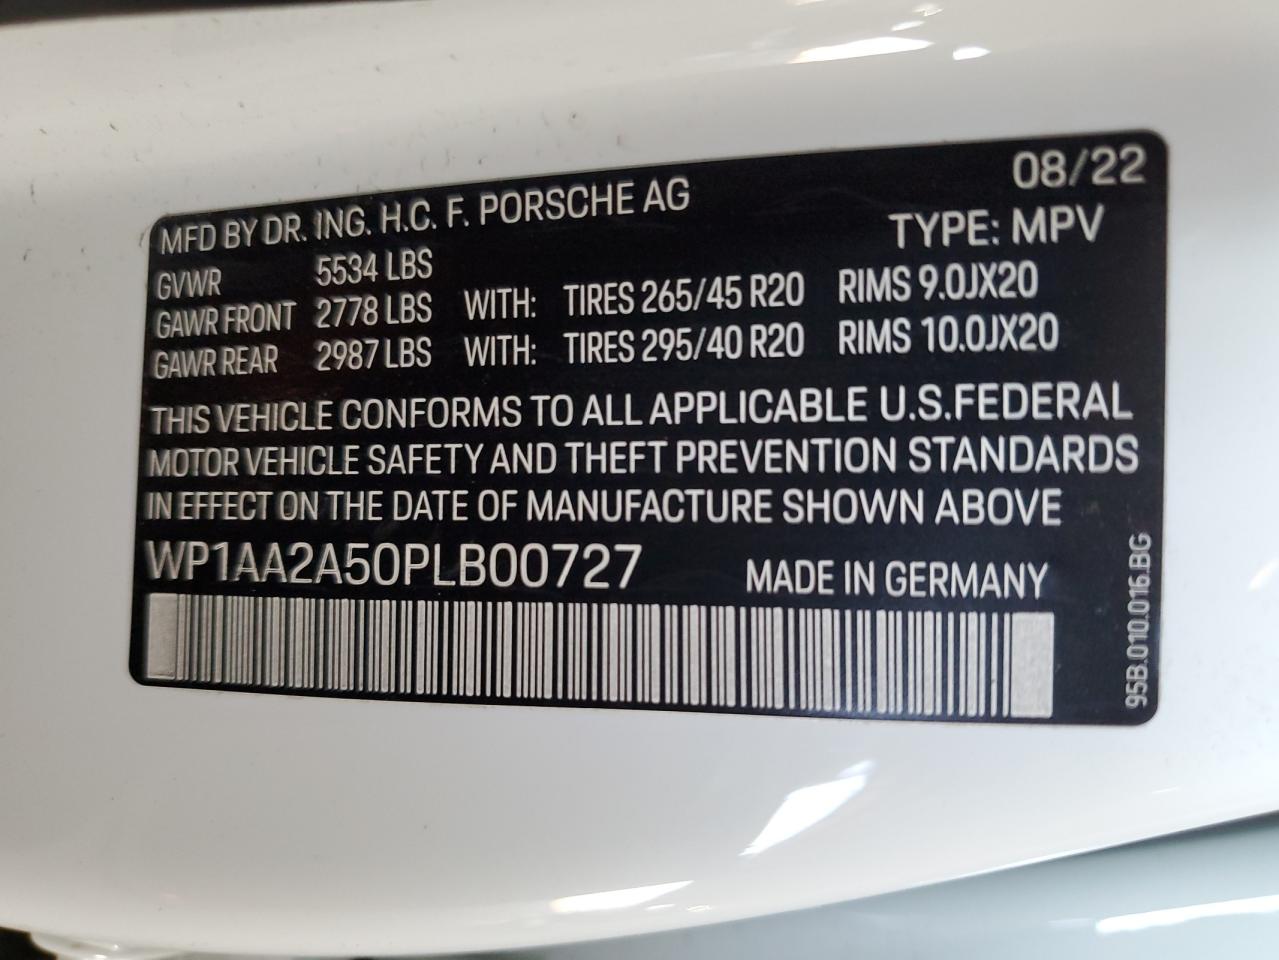 08/22
MFD BY DR. ING. H.C. F. PORSCHE AG
TYPE: MPV
GVWR 5534 LBS
GAWR FRONT 2778 LBS WITH: TIRES 265/45 R20 RIMS 9.0JX20
GAWR REAR 2987 LBS WITH: TIRES 295/40 R20 RIMS 10.0JX20
THIS VEHICLE CONFORMS TO ALL APPLICABLE U.S.FEDERAL
MOTOR VEHICLE SAFETY AND THEFT PREVENTION STANDARDS
IN EFFECT ON THE DATE OF MANUFACTURE SHOWN ABOVE
WP1AA2A50PLB00727 MADE IN GERMANY
95B.010.016.BG